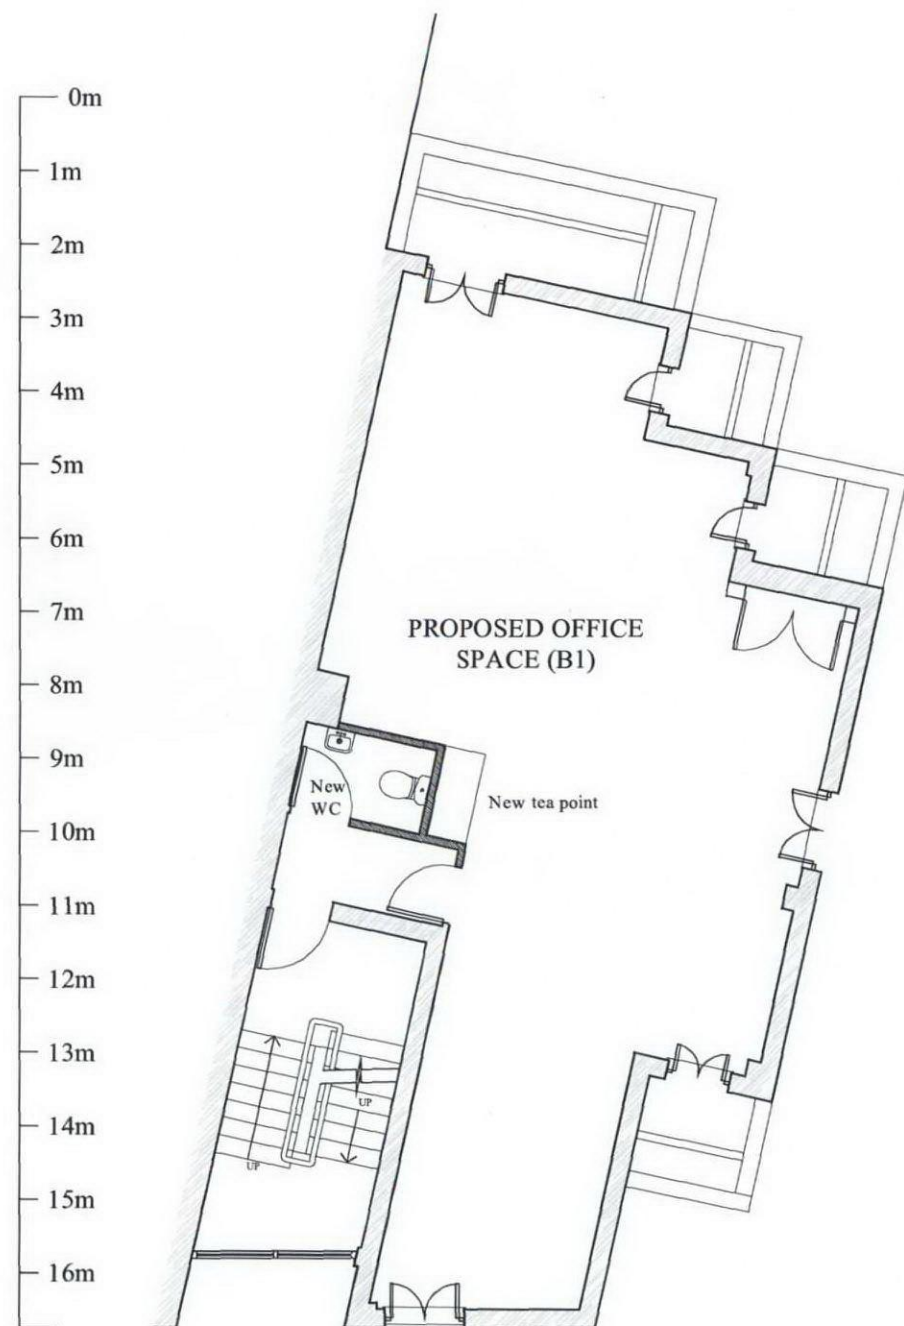 0m
1m
2m
3m
4m
5m
6m
7m
8m
9m
10m
11m
12m
13m
14m
15m
16m
PROPOSED OFFICE
SPACE (B1)
New
WC
New tea point
UP
UP